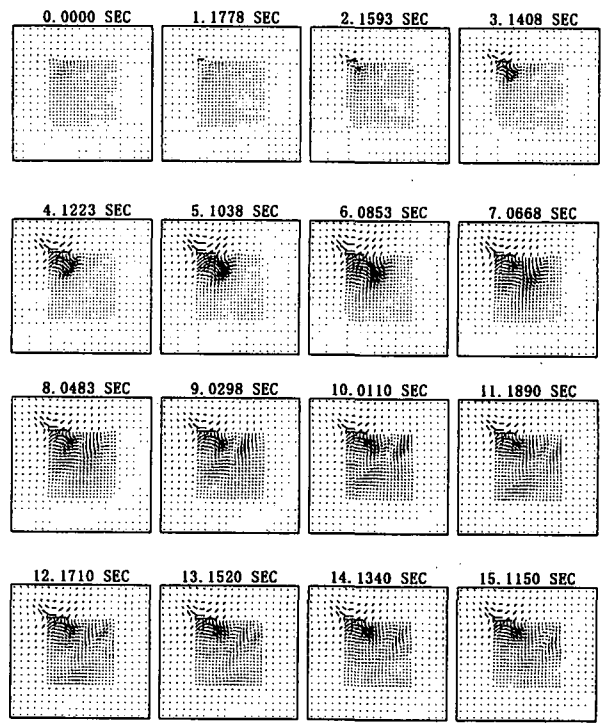 0.0000 SEC 1.1778 SEC 2.1593 SEC 3.1408 SEC
4.1223 SEC 5.1038 SEC 6.0853 SEC 7.0668 SEC
8.0483 SEC 9.0298 SEC 10.0110 SEC 11.1890 SEC
12.1710 SEC 13.1520 SEC 14.1340 SEC 15.1150 SEC